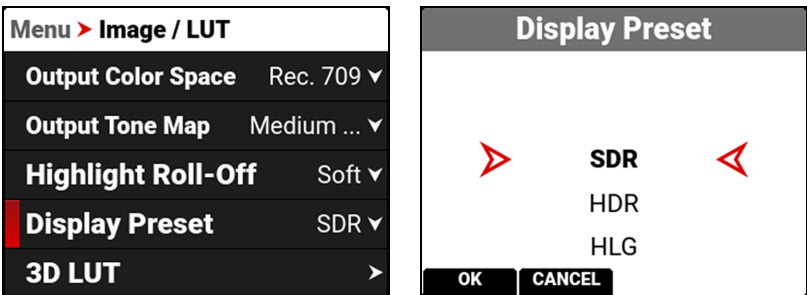 Menu > Image / LUT
Output Color Space Rec. 709
Output Tone Map Medium ...
Highlight Roll-Off Soft
Display Preset SDR
3D LUT >
Display Preset
SDR
HDR
HLG
OK CANCEL